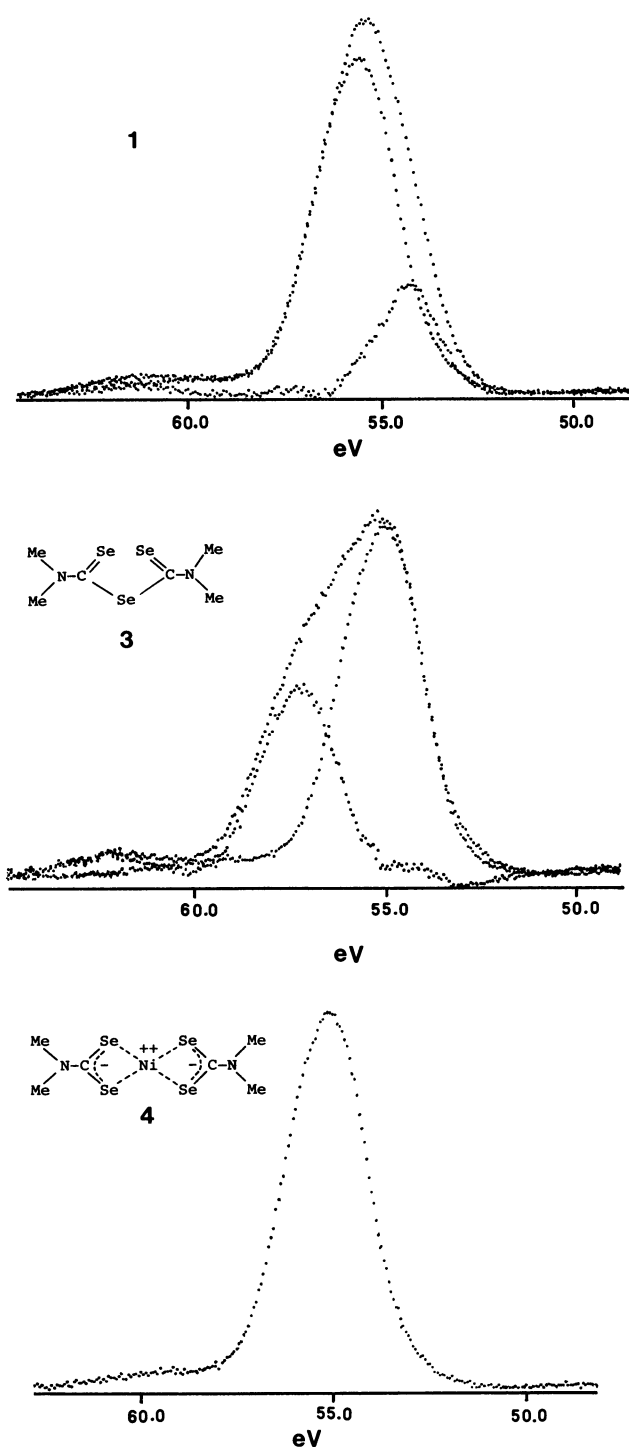 1
60.0 55.0 50.0
eV
Me Se Se Me
N C C N
Me Se Me
3
60.0 55.0 50.0
eV
Me Se ++ Se Me
N C − Ni − C N
Me Se Se Me
4
60.0 55.0 50.0
eV